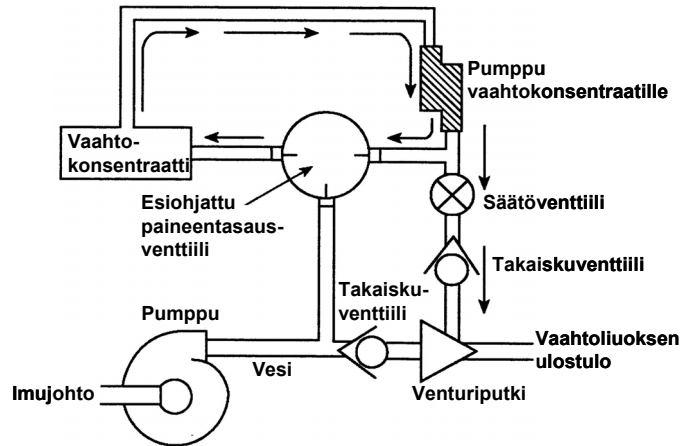 Pumppu
vaahtokonsentraatille
Vaahto-
konsentraatti
Esiohjattu
paineentasaus-
venttiili
Säätöventtiili
Takaiskuventtiili
Takaisku-
venttiili
Pumppu
Vesi
Vaahtoliuoksen
ulostulo
Imujohto
Venturiputki